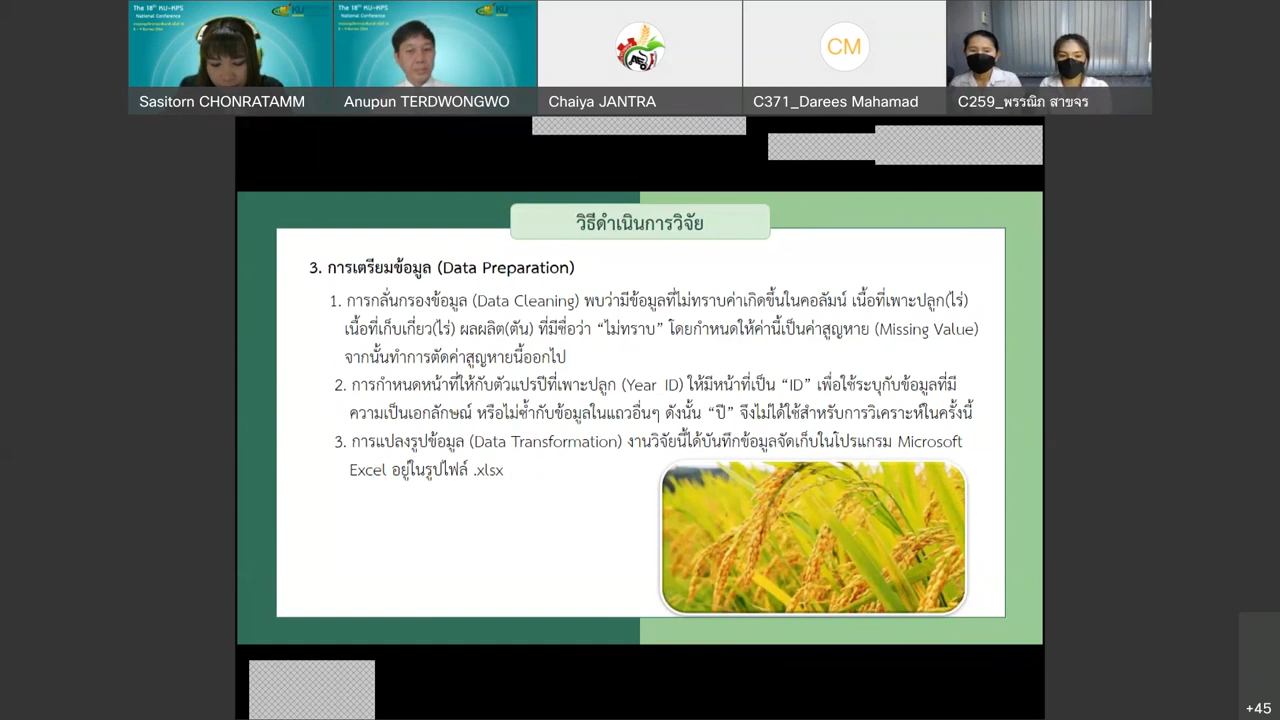 The 18th KU-KPS
National Conference
The 18th KU-KPS
National Conference
CM
Sasitorn CHONRATAMM
Anupun TERDWONGWO
Chaiya JANTRA
C371_Darees Mahamad
C259_พรรณิภา สาขจร
วิธีดำเนินการวิจัย
3. การเตรียมข้อมูล (Data Preparation)
1. การกลั่นกรองข้อมูล (Data Cleaning) พบว่ามีข้อมูลที่ไม่ทราบค่าเกิดขึ้นในคอลัมน์ เนื้อที่เพาะปลูก(ไร่)
เนื้อที่เก็บเกี่ยว(ไร่) ผลผลิต(ตัน) ที่มีชื่อว่า “ไม่ทราบ” โดยกำหนดให้ค่านี้เป็นค่าสูญหาย (Missing Value)
จากนั้นทำการตัดค่าสูญหายนี้ออกไป
2. การกำหนดหน้าที่ให้กับตัวแปรปีที่เพาะปลูก (Year ID) ให้มีหน้าที่เป็น “ID” เพื่อใช้ระบุกับข้อมูลที่มี
ความเป็นเอกลักษณ์ หรือไม่ซ้ำกับข้อมูลในแถวอื่นๆ ดังนั้น “ปี” จึงไม่ได้ใช้สำหรับการวิเคราะห์ในครั้งนี้
3. การแปลงรูปข้อมูล (Data Transformation) งานวิจัยนี้ได้บันทึกข้อมูลจัดเก็บในโปรแกรม Microsoft
Excel อยู่ในรูปไฟล์ .xlsx
+45